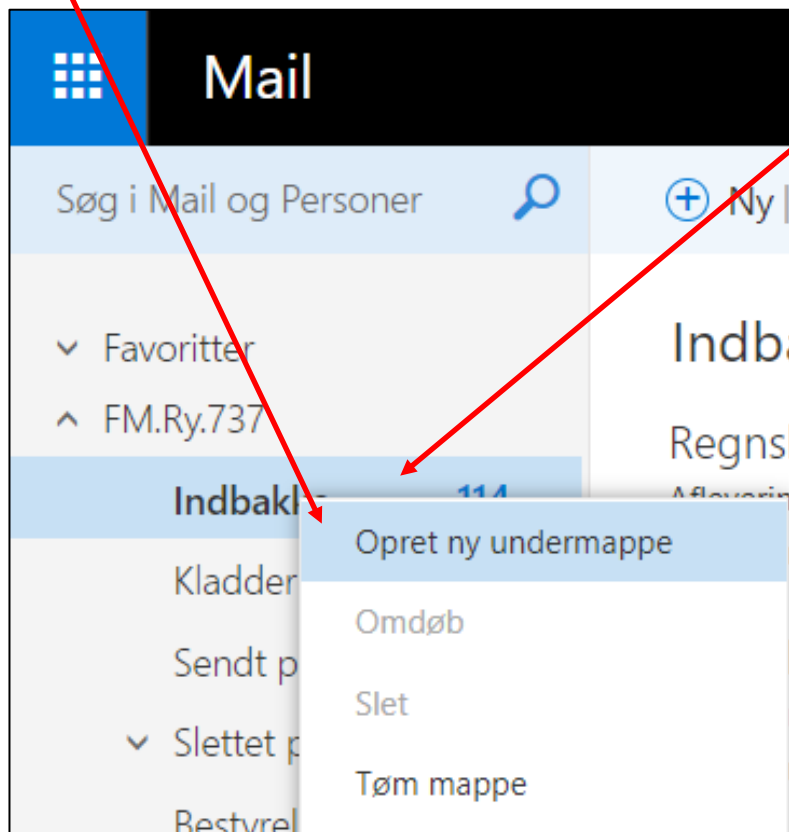 Mail
Søg i Mail og Personer
Ny
Favoritter
Indb
FM.Ry.737
Regns
Indbakk
114
Opret ny undermappe
Kladder
Omdøb
Sendt p
Slet
Slettet p
Tøm mappe
Bestyrel